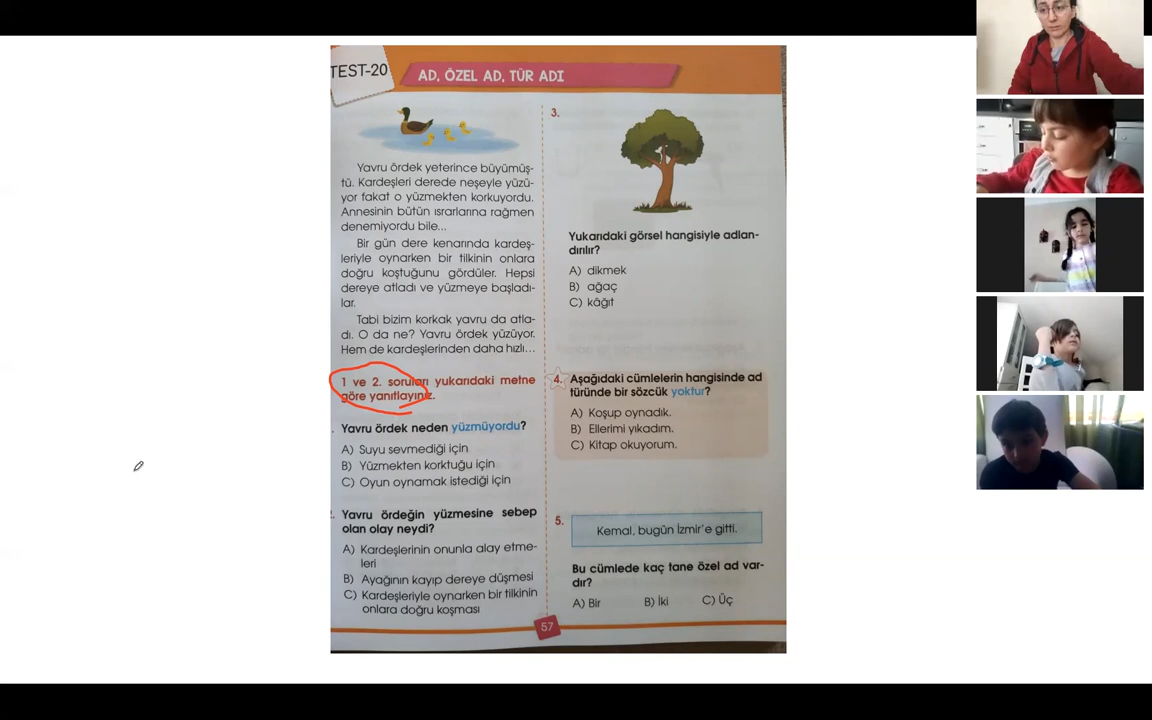 TEST-20
AD, ÖZEL AD, TÜR ADI
Yavru ördek yeterince büyümüş-
tü. Kardeşleri derede neşeyle yüzü-
yor fakat o yüzmekten korkuyordu.
Annesinin bütün ısrarlarına rağmen
denemiyordu bile...
Bir gün dere kenarında kardeş-
leriyle oynarken bir tilkinin onlara
doğru koştuğunu gördüler. Hepsi
dereye atladı ve yüzmeye başladı-
lar.
Tabi bizim korkak yavru da atla-
dı. O da ne? Yavru ördek yüzüyor.
Hem de kardeşlerinden daha hızlı...
1 ve 2. soruları yukarıdaki metne
göre yanıtlayınız.
. Yavru ördek neden yüzmüyordu?
A) Suyu sevmediği için
B) Yüzmekten korktuğu için
C) Oyun oynamak istediği için
. Yavru ördeğin yüzmesine sebep
olan olay neydi?
A) Kardeşlerinin onunla alay etme-
leri
B) Ayağının kayıp dereye düşmesi
C) Kardeşleriyle oynarken bir tilkinin
onlara doğru koşması
3.
Yukarıdaki görsel hangisiyle adlan-
dırılır?
A) dikmek
B) ağaç
C) kâğıt
4. Aşağıdaki cümlelerin hangisinde ad
türünde bir sözcük yoktur?
A) Koşup oynadık.
B) Ellerimi yıkadım.
C) Kitap okuyorum.
5.
Kemal, bugün İzmir'e gitti.
Bu cümlede kaç tane özel ad var-
dır?
A) Bir B) İki C) Üç
57